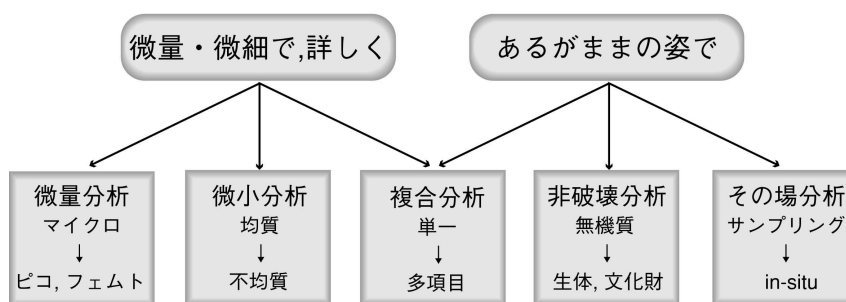 微量・微細で,詳しく
あるがままの姿で
微量分析
マイクロ
↓
ピコ, フェムト
微小分析
均質
↓
不均質
複合分析
単一
↓
多項目
非破壊分析
無機質
↓
生体, 文化財
その場分析
サンプリング
↓
in-situ